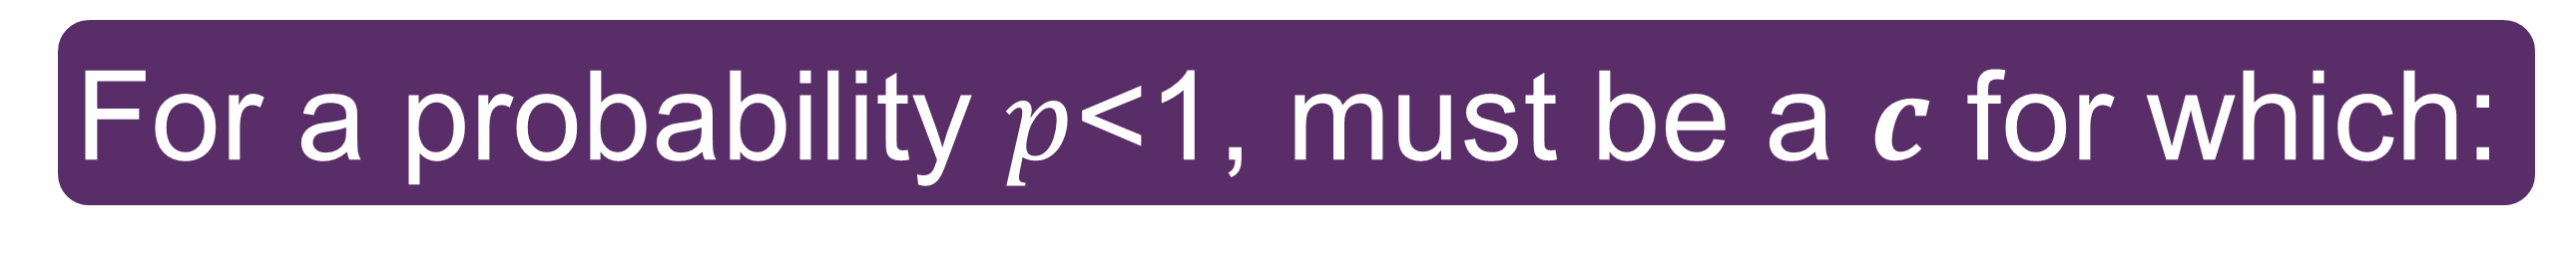 For a probability p<1, must be a c for which: